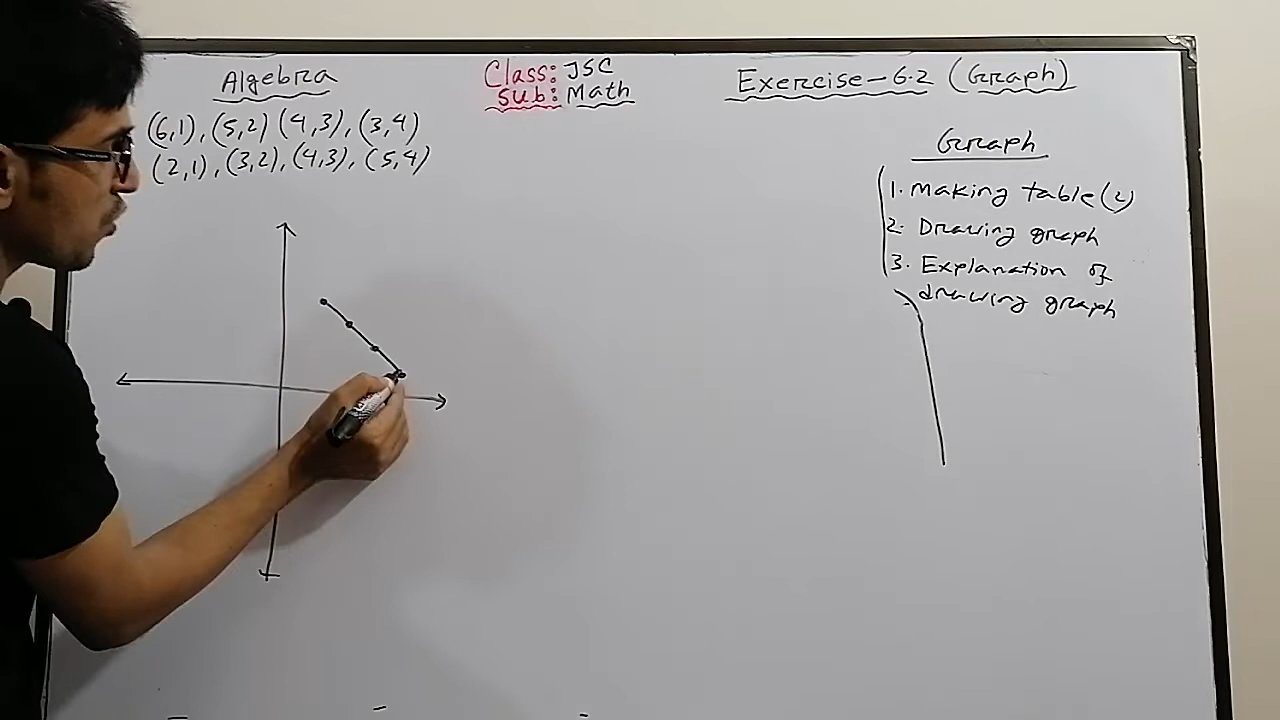 Algebra
(6,1), (5,2) (4,3), (3,4)
(2,1), (3,2), (4,3), (5,4)
Class: JSC
Sub: Math
Exercise-6.2 (Graph)
Graph
1. Making table (2)
2. Drawing graph
3. Explanation of
drawing graph